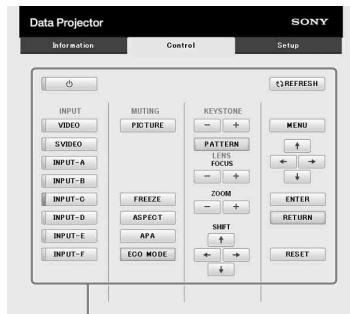 Data Projector
SONY
Information
Control
Setup
REFRESH
INPUT
MUTING
KEYSTONE
VIDEO
PICTURE
- +
MENU
SVIDEO
PATTERN
INPUT-A
LENS
FOCUS
INPUT-B
- +
INPUT-C
FREEZE
ZOOM
ENTER
INPUT-D
ASPECT
- +
RETURN
INPUT-E
APA
SHIFT
INPUT-F
ECO MODE
RESET